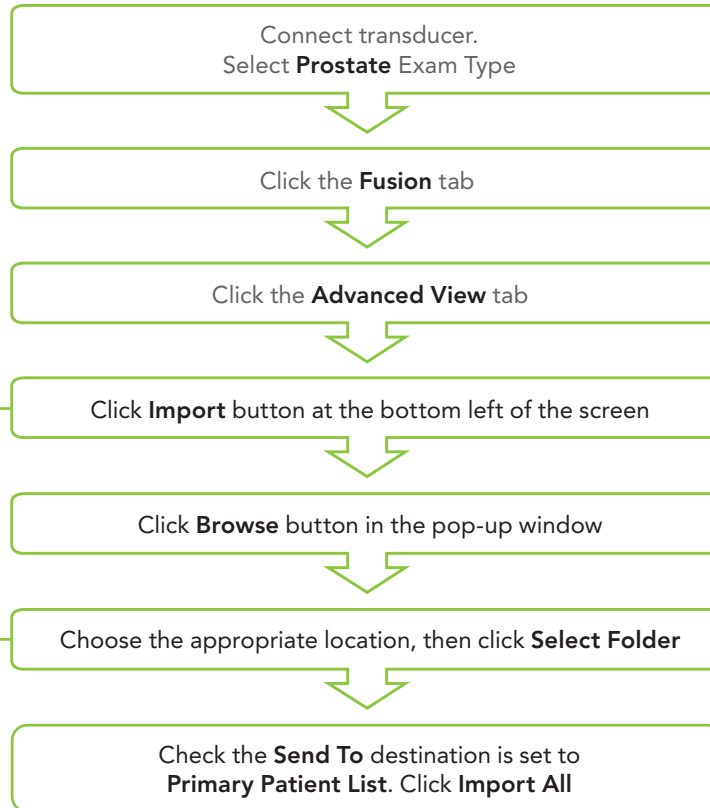 Connect transducer.
Select Prostate Exam Type
Click the Fusion tab
Click the Advanced View tab
Click Import button at the bottom left of the screen
Click Browse button in the pop-up window
Choose the appropriate location, then click Select Folder
Check the Send To destination is set to
Primary Patient List. Click Import All